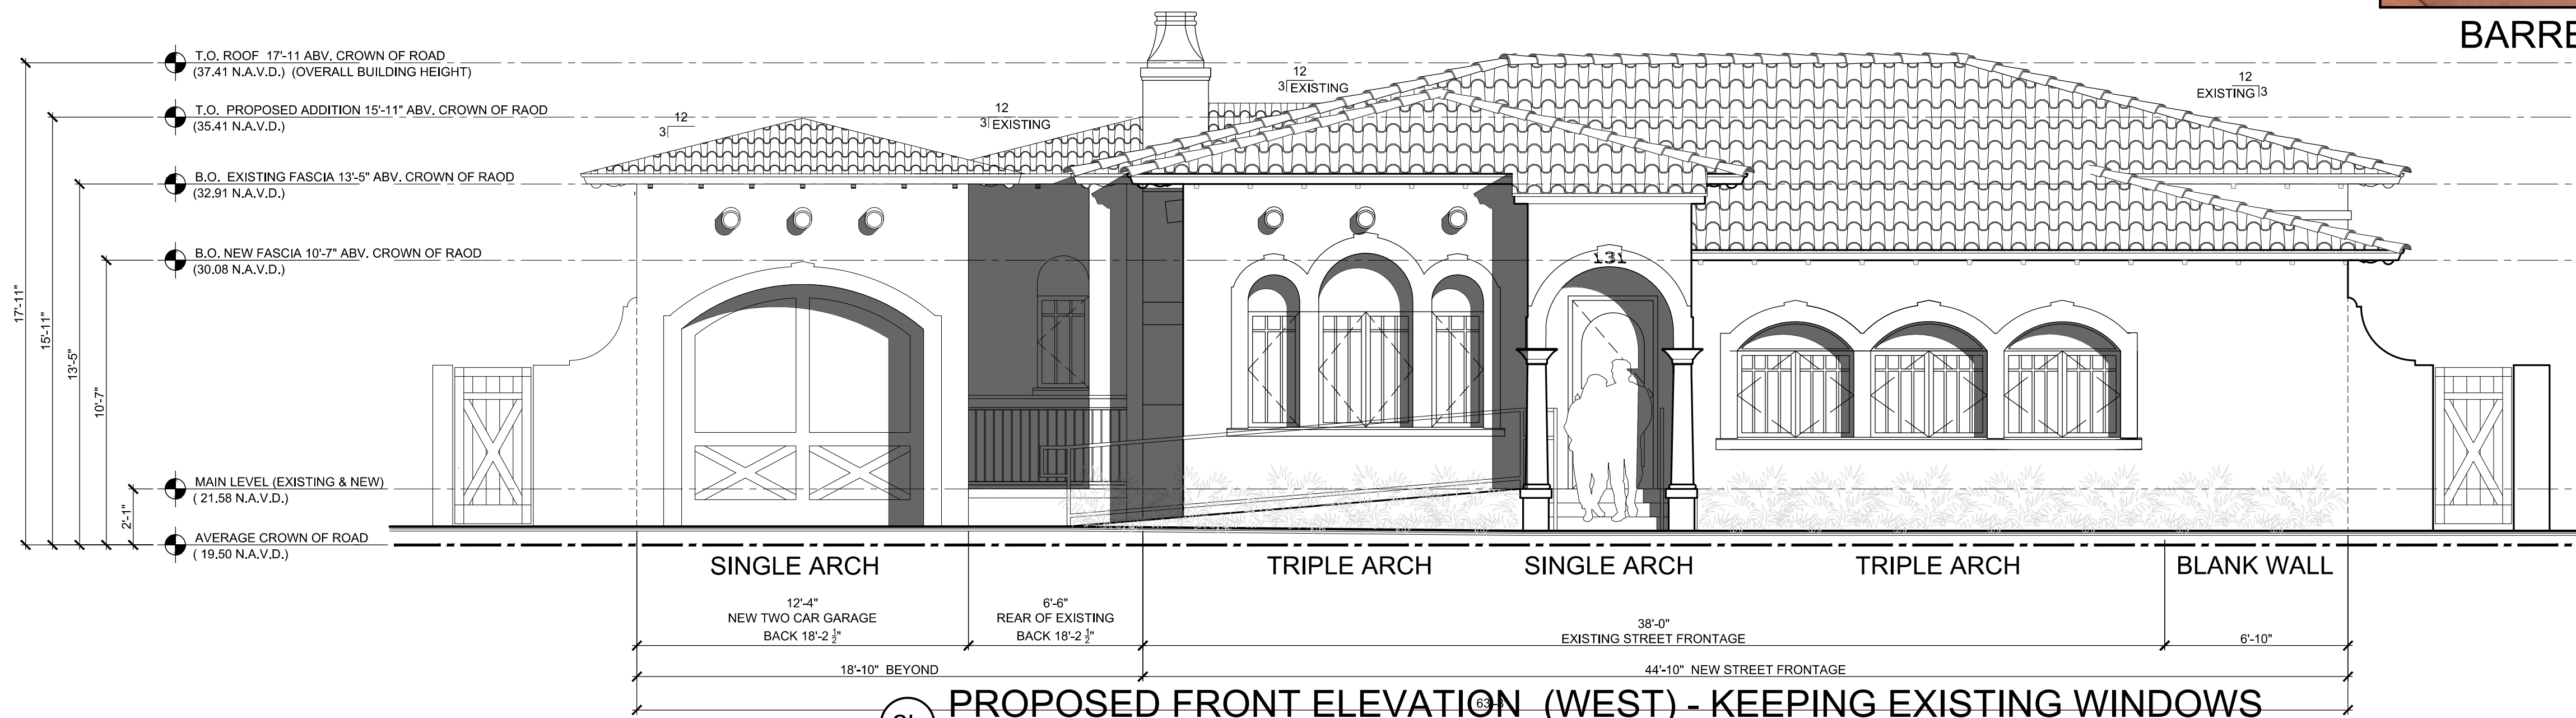 BARRE
T.O. ROOF 17'-11 ABV. CROWN OF ROAD
(37.41 N.A.V.D.) (OVERALL BUILDING HEIGHT)
T.O. PROPOSED ADDITION 15'-11" ABV. CROWN OF RAOD
(35.41 N.A.V.D.)
B.O. EXISTING FASCIA 13'-5" ABV. CROWN OF RAOD
(32.91 N.A.V.D.)
B.O. NEW FASCIA 10'-7" ABV. CROWN OF RAOD
(30.08 N.A.V.D.)
MAIN LEVEL (EXISTING & NEW)
( 21.58 N.A.V.D.)
AVERAGE CROWN OF ROAD
( 19.50 N.A.V.D.)
17'-11"
15'-11"
13'-5"
10'-7"
2'-1"
12
3
12
3 EXISTING
12
3 EXISTING
12
EXISTING 3
131
SINGLE ARCH
TRIPLE ARCH
SINGLE ARCH
TRIPLE ARCH
BLANK WALL
12'-4"
NEW TWO CAR GARAGE
BACK 18'-2 ½"
6'-6"
REAR OF EXISTING
BACK 18'-2 ½"
38'-0"
EXISTING STREET FRONTAGE
6'-10"
18'-10" BEYOND
44'-10" NEW STREET FRONTAGE
PROPOSED FRONT ELEVATION (WEST) - KEEPING EXISTING WINDOWS